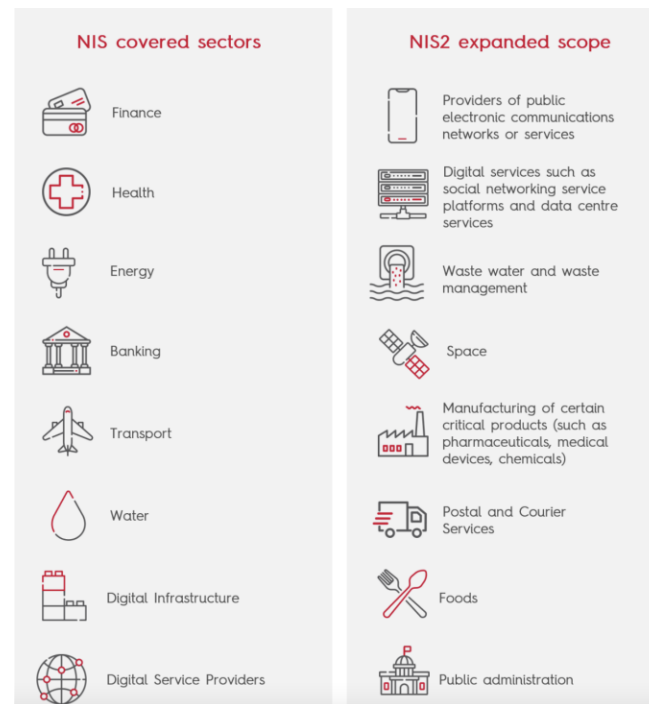 NIS covered sectors
Finance
Health
Energy
Banking
Transport
Water
Digital Infrastructure
Digital Service Providers
NIS2 expanded scope
Providers of public
electronic communications
networks or services
Digital services such as
social networking service
platforms and data centre
services
Waste water and waste
management
Space
Manufacturing of certain
critical products (such as
pharmaceuticals, medical
devices, chemicals)
Postal and Courier
Services
Foods
Public administration